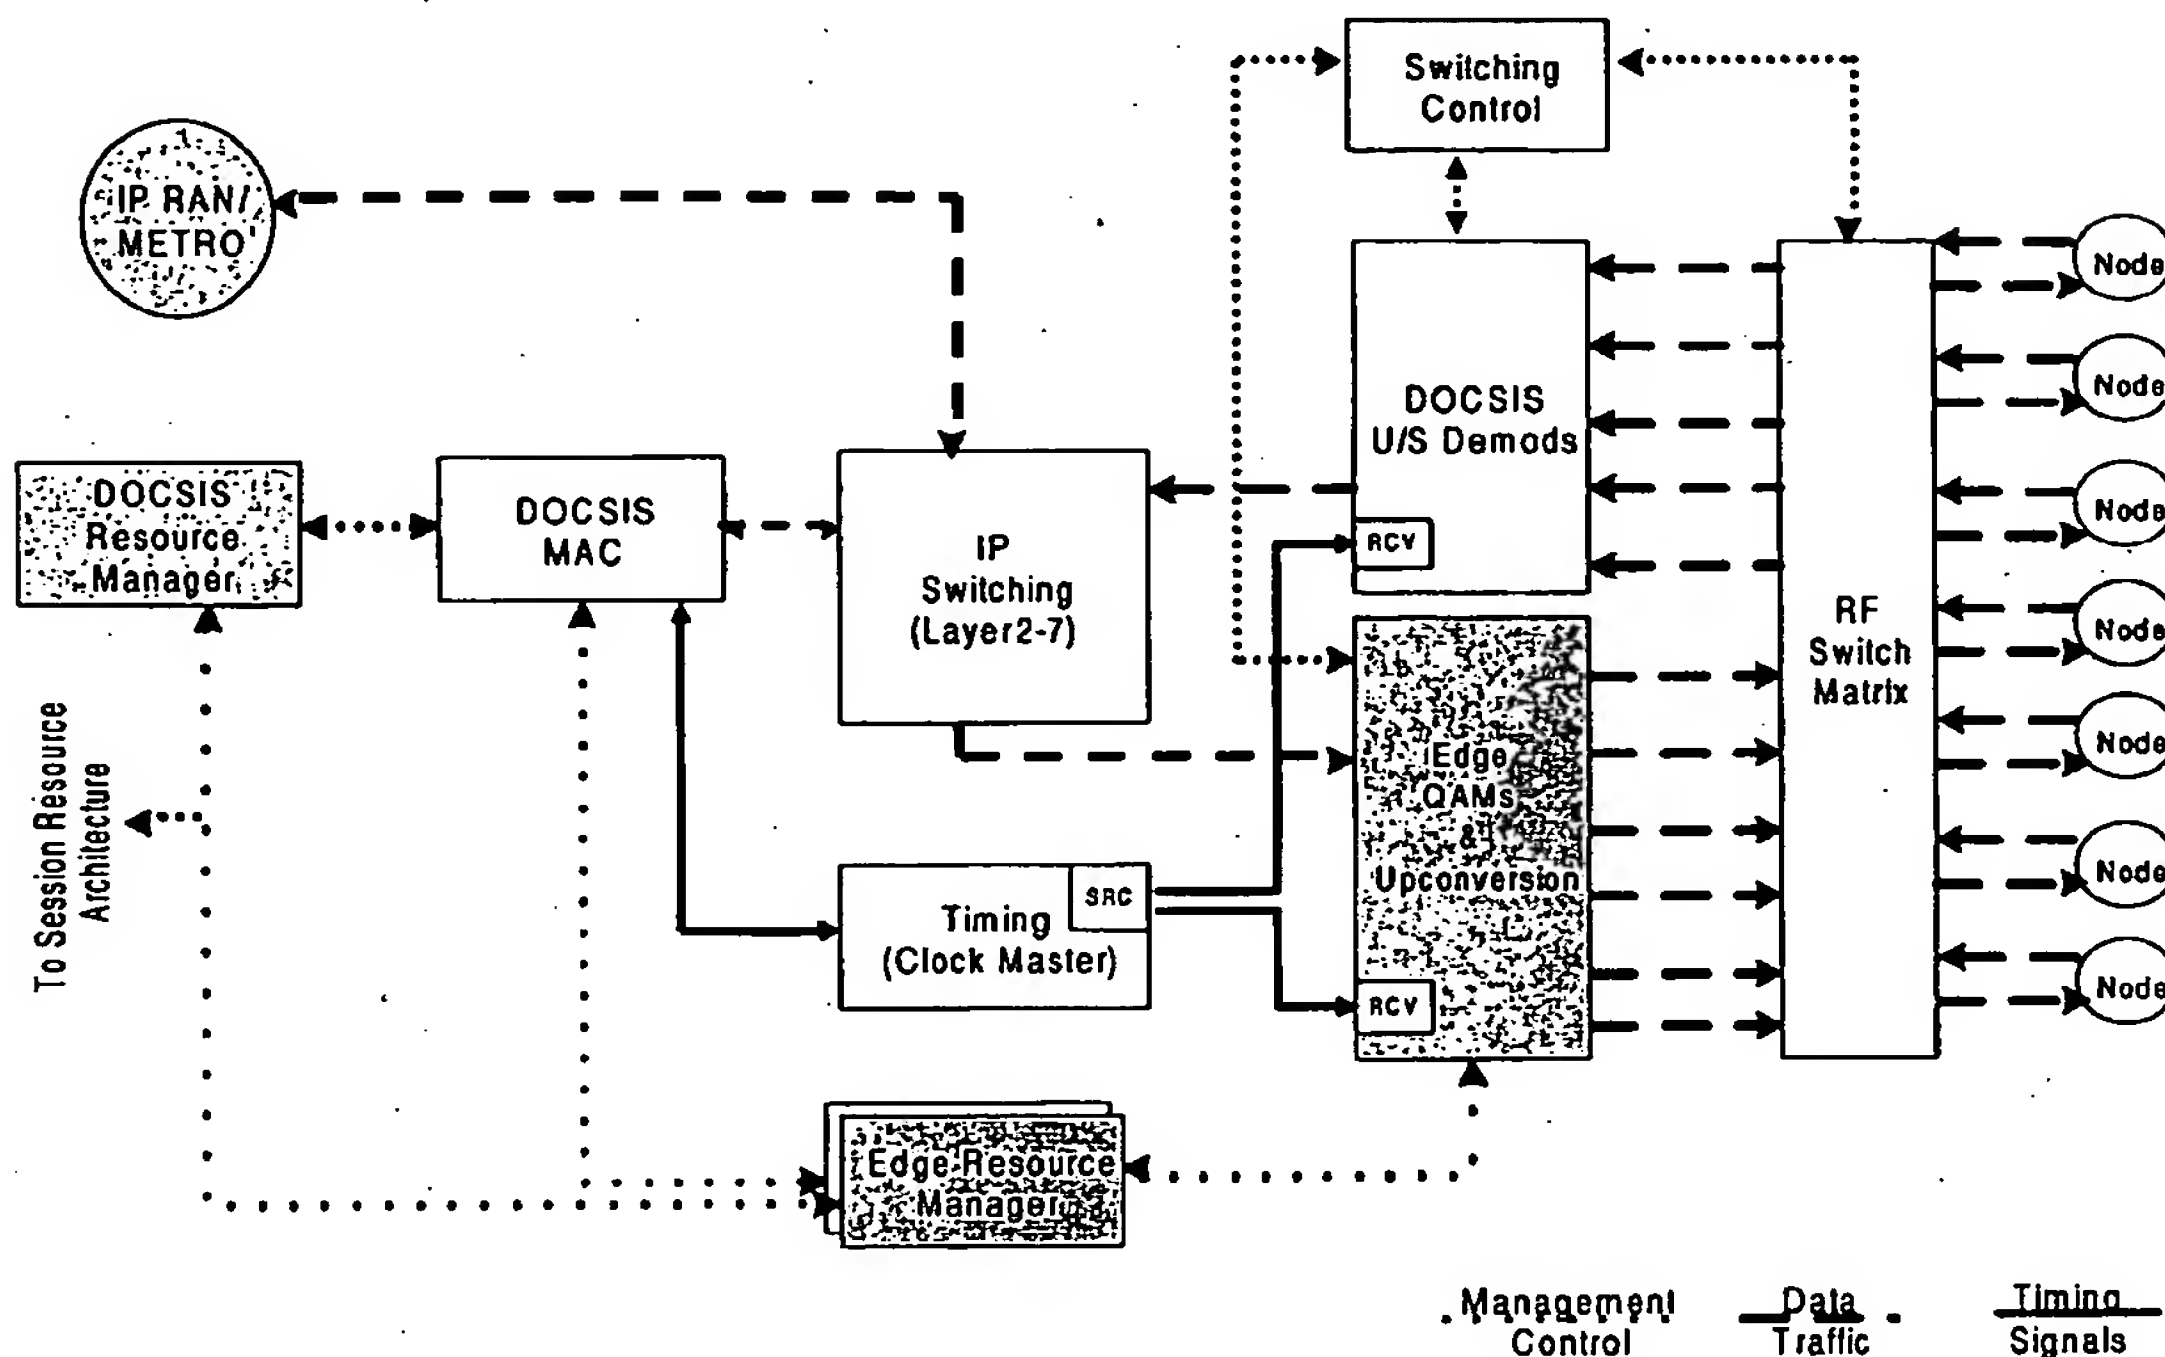 Switching
Control
IP RAN/
METRO
Node
Node
DOCSIS
U/S Demods
DOCSIS
Resource
Manager
DOCSIS
MAC
IP
Switching
(Layer2-7)
RCV
Node
RF
Switch
Matrix
Node
To Session Resource
Architecture
Edge
QAMs
&
Upconversion
Node
Timing
(Clock Master)
SRC
Node
RCV
Node
Edge Resource
Manager
Management
Control
Data
Traffic
Timing
Signals